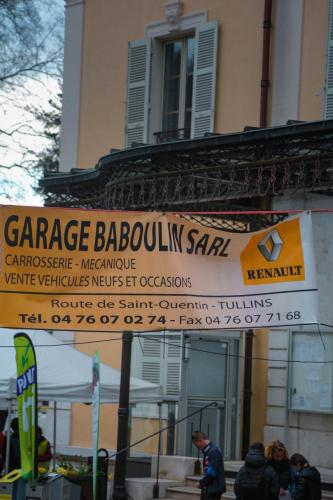 GARAGE BABOULIN SARL
CARROSSERIE - MECANIQUE
VENTE VEHICULES NEUFS ET OCCASIONS
RENAULT
Route de Saint-Quentin - TULLINS
Tél. 04 76 07 02 74 - Fax 04 76 07 71 68